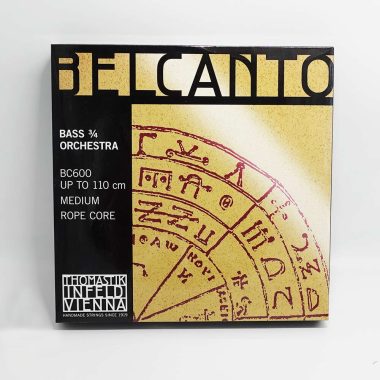 BELCANTO
BASS ¾
ORCHESTRA
BC600
UP TO 110 cm
MEDIUM
ROPE CORE
THOMASTIK
INFELD
VIENNA
HANDMADE STRINGS SINCE 1919